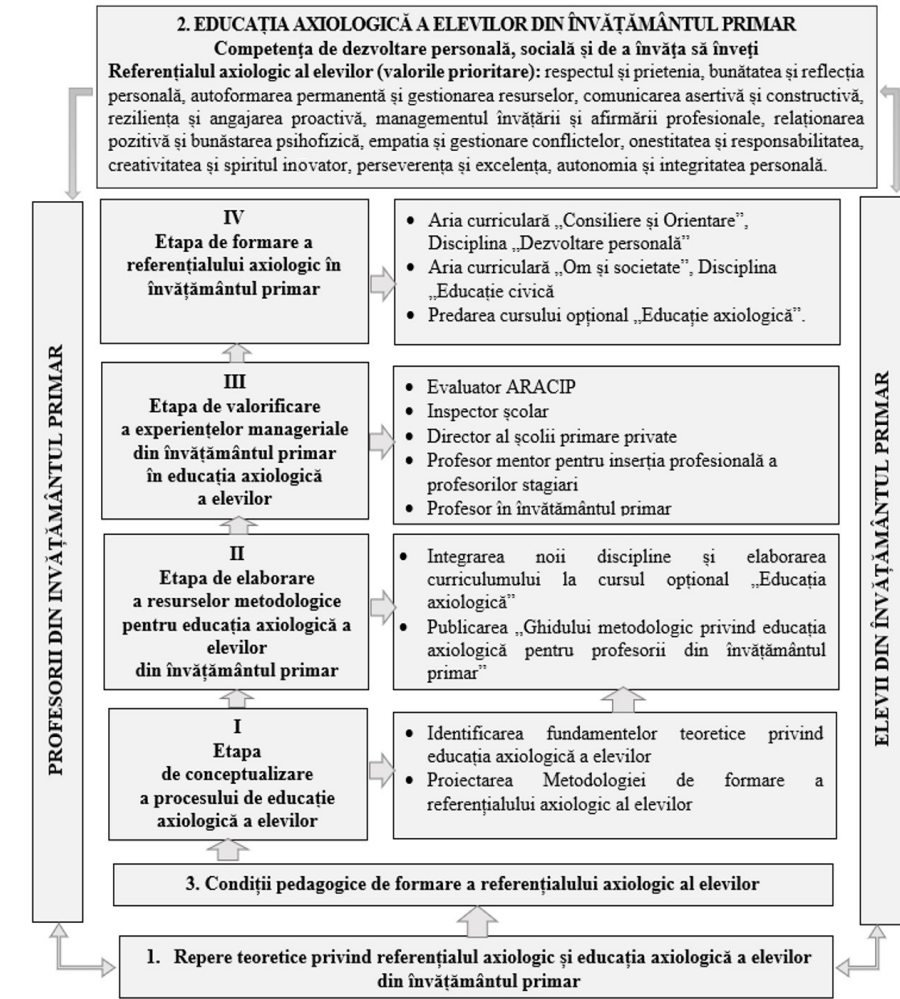 2. EDUCAȚIA AXIOLOGICĂ A ELEVILOR DIN ÎNVĂȚĂMÂNTUL PRIMAR
Competența de dezvoltare personală, socială și de a învăța să înveți
Referențialul axiologic al elevilor (valorile prioritare): respectul și prietenia, bunătatea și reflecția
personală, autoformarea permanentă și gestionarea resurselor, comunicarea asertivă și constructivă,
reziliența și angajarea proactivă, managementul învățării și afirmării profesionale, relaționarea
pozitivă și bunăstarea psihofizică, empatia și gestionare conflictelor, onestitatea și responsabilitatea,
creativitatea și spiritul inovator, perseverența și excelența, autonomia și integritatea personală.
PROFESORII DIN INVĂȚĂMÂNTUL PRIMAR
IV
Etapa de formare a
referențialului axiologic în
învățământul primar
• Aria curriculară „Consiliere și Orientare”,
Disciplina „Dezvoltare personală”
• Aria curriculară „Om și societate”, Disciplina
„Educație civică
• Predarea cursului opțional „Educație axiologică”.
III
Etapa de valorificare
a experiențelor manageriale
din învățământul primar
în educația axiologică
a elevilor
• Evaluator ARACIP
• Inspector școlar
• Director al școlii primare private
• Profesor mentor pentru inserția profesională a
profesorilor stagiari
• Profesor în învătământul primar
II
Etapa de elaborare
a resurselor metodologice
pentru educația axiologică a
elevilor
din învățământul primar
• Integrarea noii discipline și elaborarea
curriculumului la cursul opțional „Educația
axiologică”
• Publicarea „Ghidului metodologic privind educația
axiologică pentru profesorii din învățământul
primar”
I
Etapa
de conceptualizare
a procesului de educație
axiologică a elevilor
• Identificarea fundamentelor teoretice privind
educația axiologică a elevilor
• Proiectarea Metodologiei de formare a
referențialului axiologic al elevilor
ELEVII DIN ÎNVĂȚĂMÂNTUL PRIMAR
3. Condiții pedagogice de formare a referențialului axiologic al elevilor
1. Repere teoretice privind referențialul axiologic și educația axiologică a elevilor
din învățământul primar